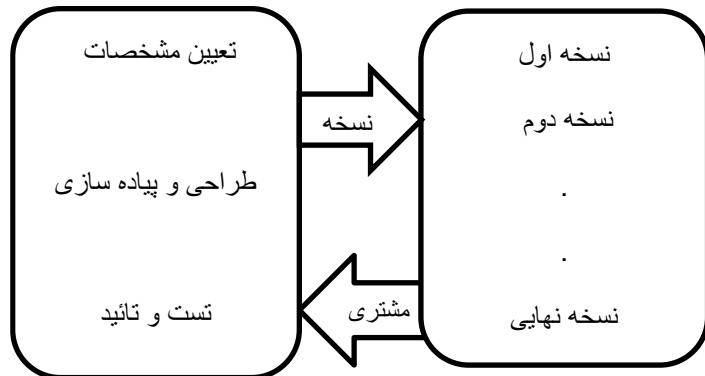 تعیین مشخصات
طراحی و پیاده سازی
تست و تائید
نسخه
مشتری
نسخه اول
نسخه دوم
.
.
نسخه نهایی